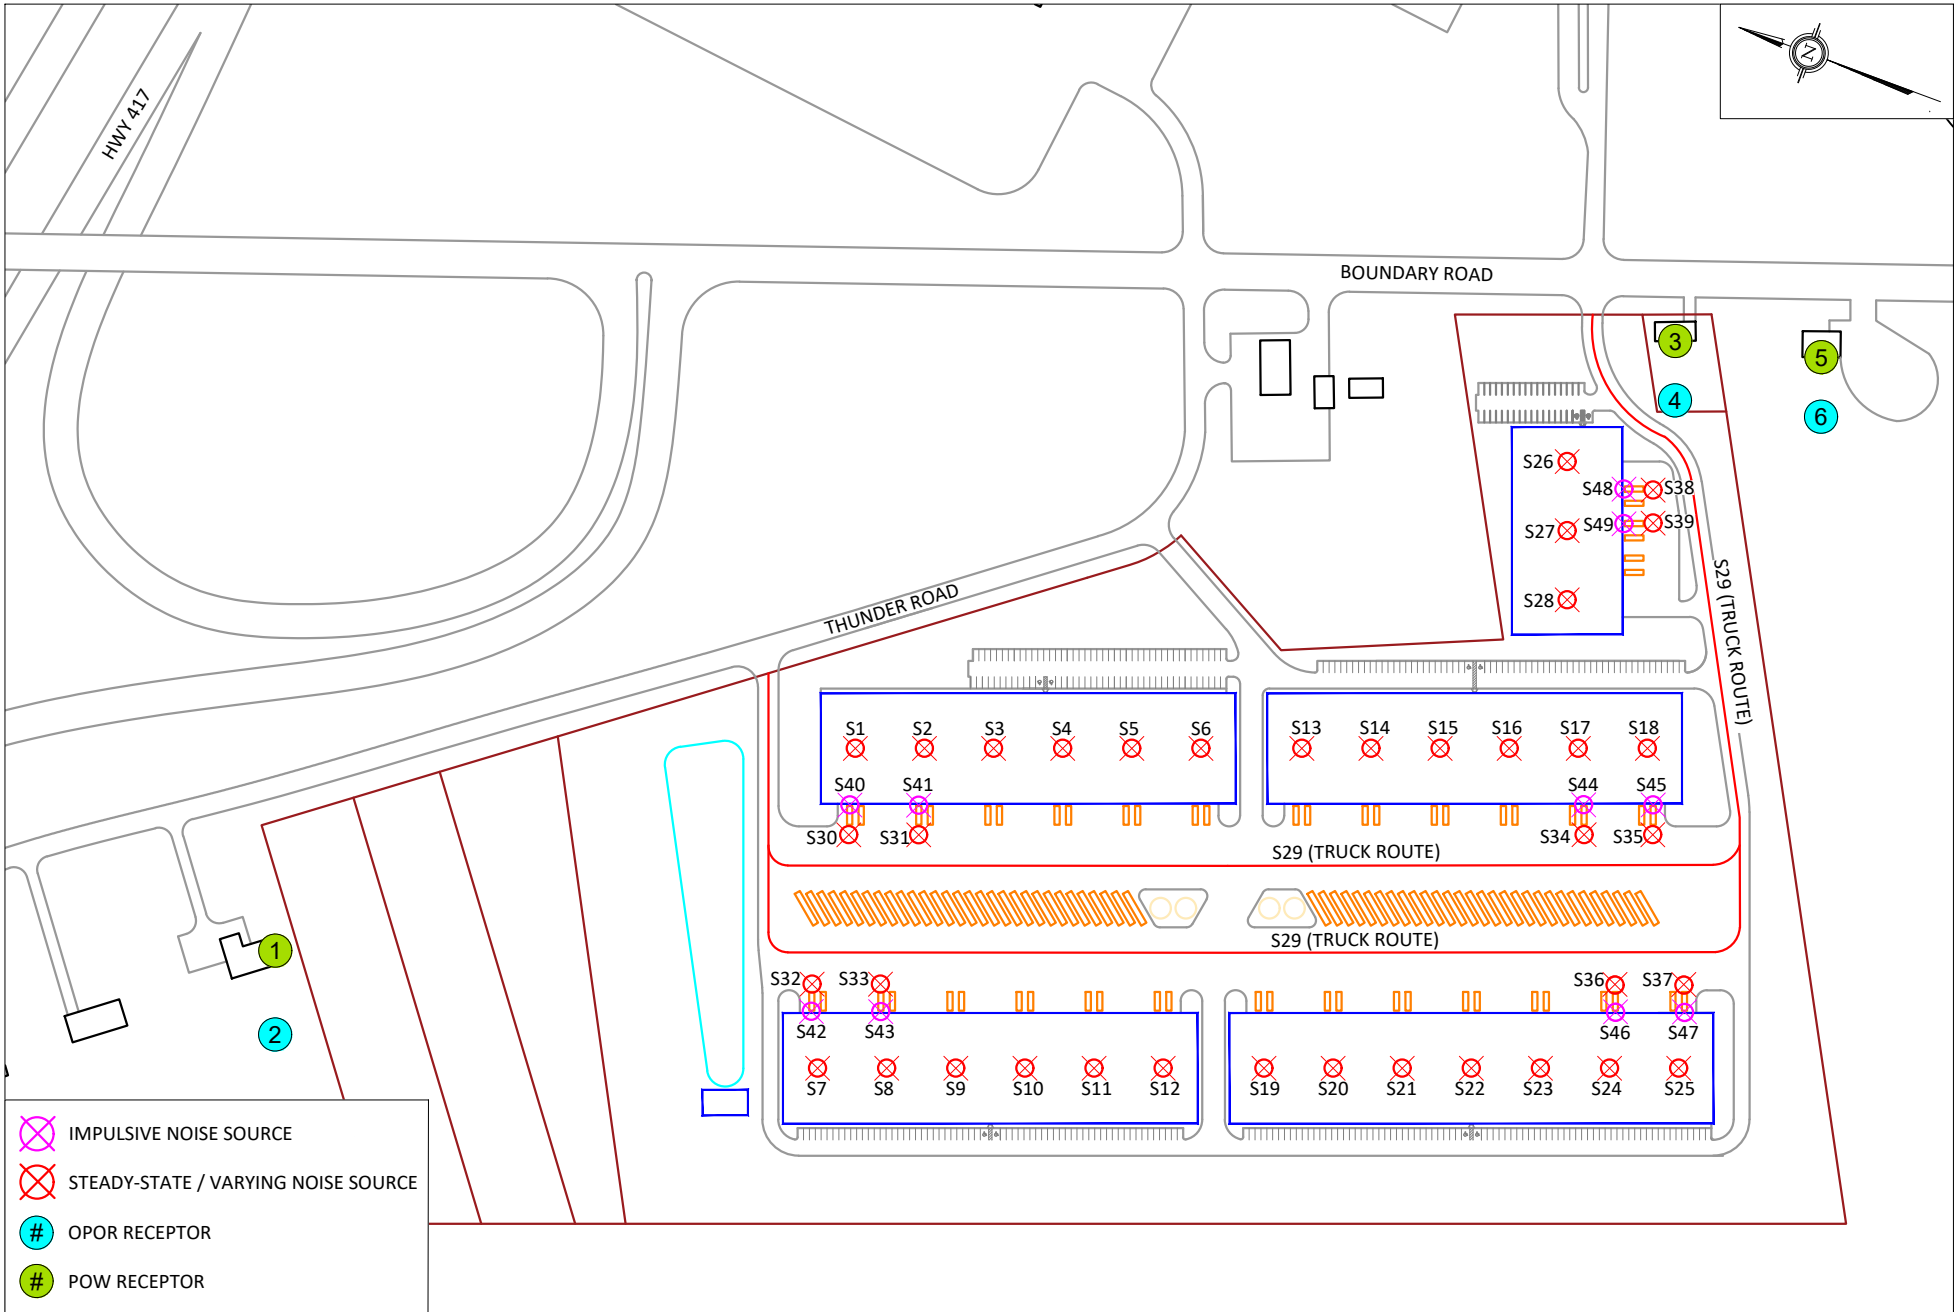 N
HWY 417
BOUNDARY ROAD
3
5
4
6
S26
S48
S38
S27
S49
S39
S28
S29 (TRUCK ROUTE)
THUNDER ROAD
S1
S2
S3
S4
S5
S6
S13
S14
S15
S16
S17
S18
S40
S41
S44
S45
S30
S31
S34
S35
S29 (TRUCK ROUTE)
S29 (TRUCK ROUTE)
1
2
S32
S33
S36
S37
S42
S43
S46
S47
S7
S8
S9
S10
S11
S12
S19
S20
S21
S22
S23
S24
S25
IMPULSIVE NOISE SOURCE
STEADY-STATE / VARYING NOISE SOURCE
# OPOR RECEPTOR
# POW RECEPTOR